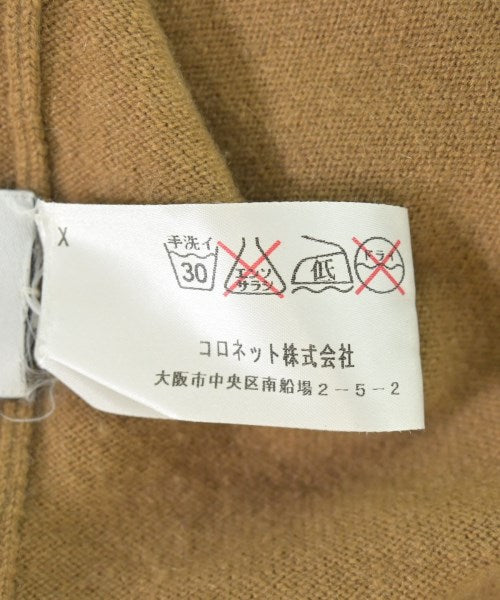 X
手洗イ
30
エンソ
サラシ
低
ドライ
コロネット株式会社
大阪市中央区南船場2-5-2